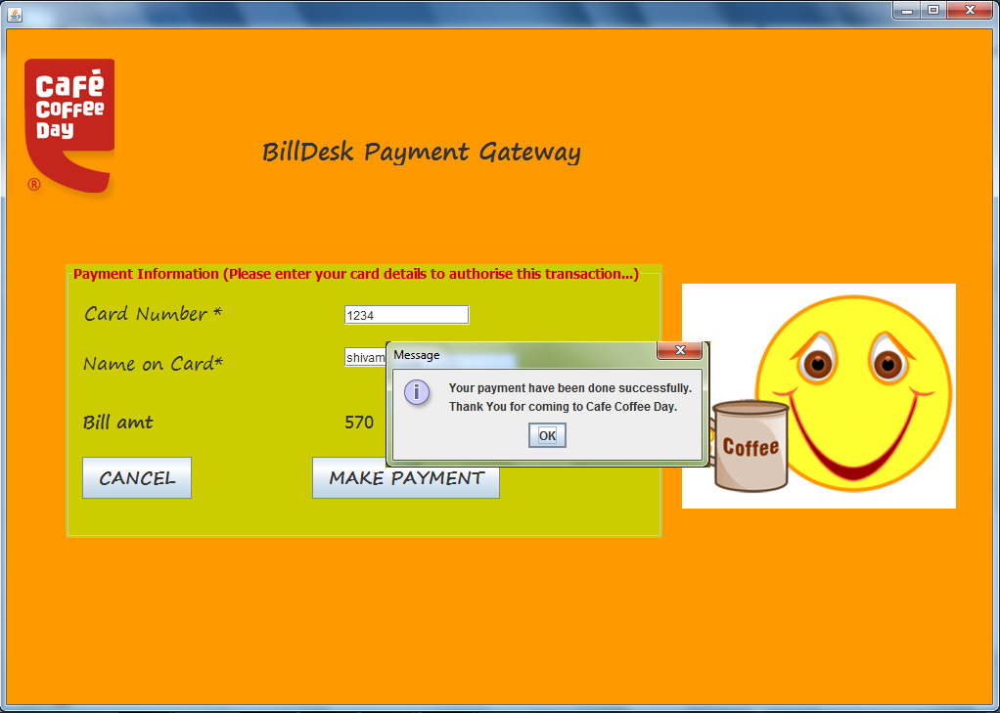 Café
Coffee
Day
®
BillDesk Payment Gateway
Payment Information (Please enter your card details to authorise this transaction...)
Card Number *
1234
Name on Card*
shivam
Message
Your payment have been done successfully.
Thank You for coming to Cafe Coffee Day.
OK
Bill amt
570
CANCEL
MAKE PAYMENT
Coffee